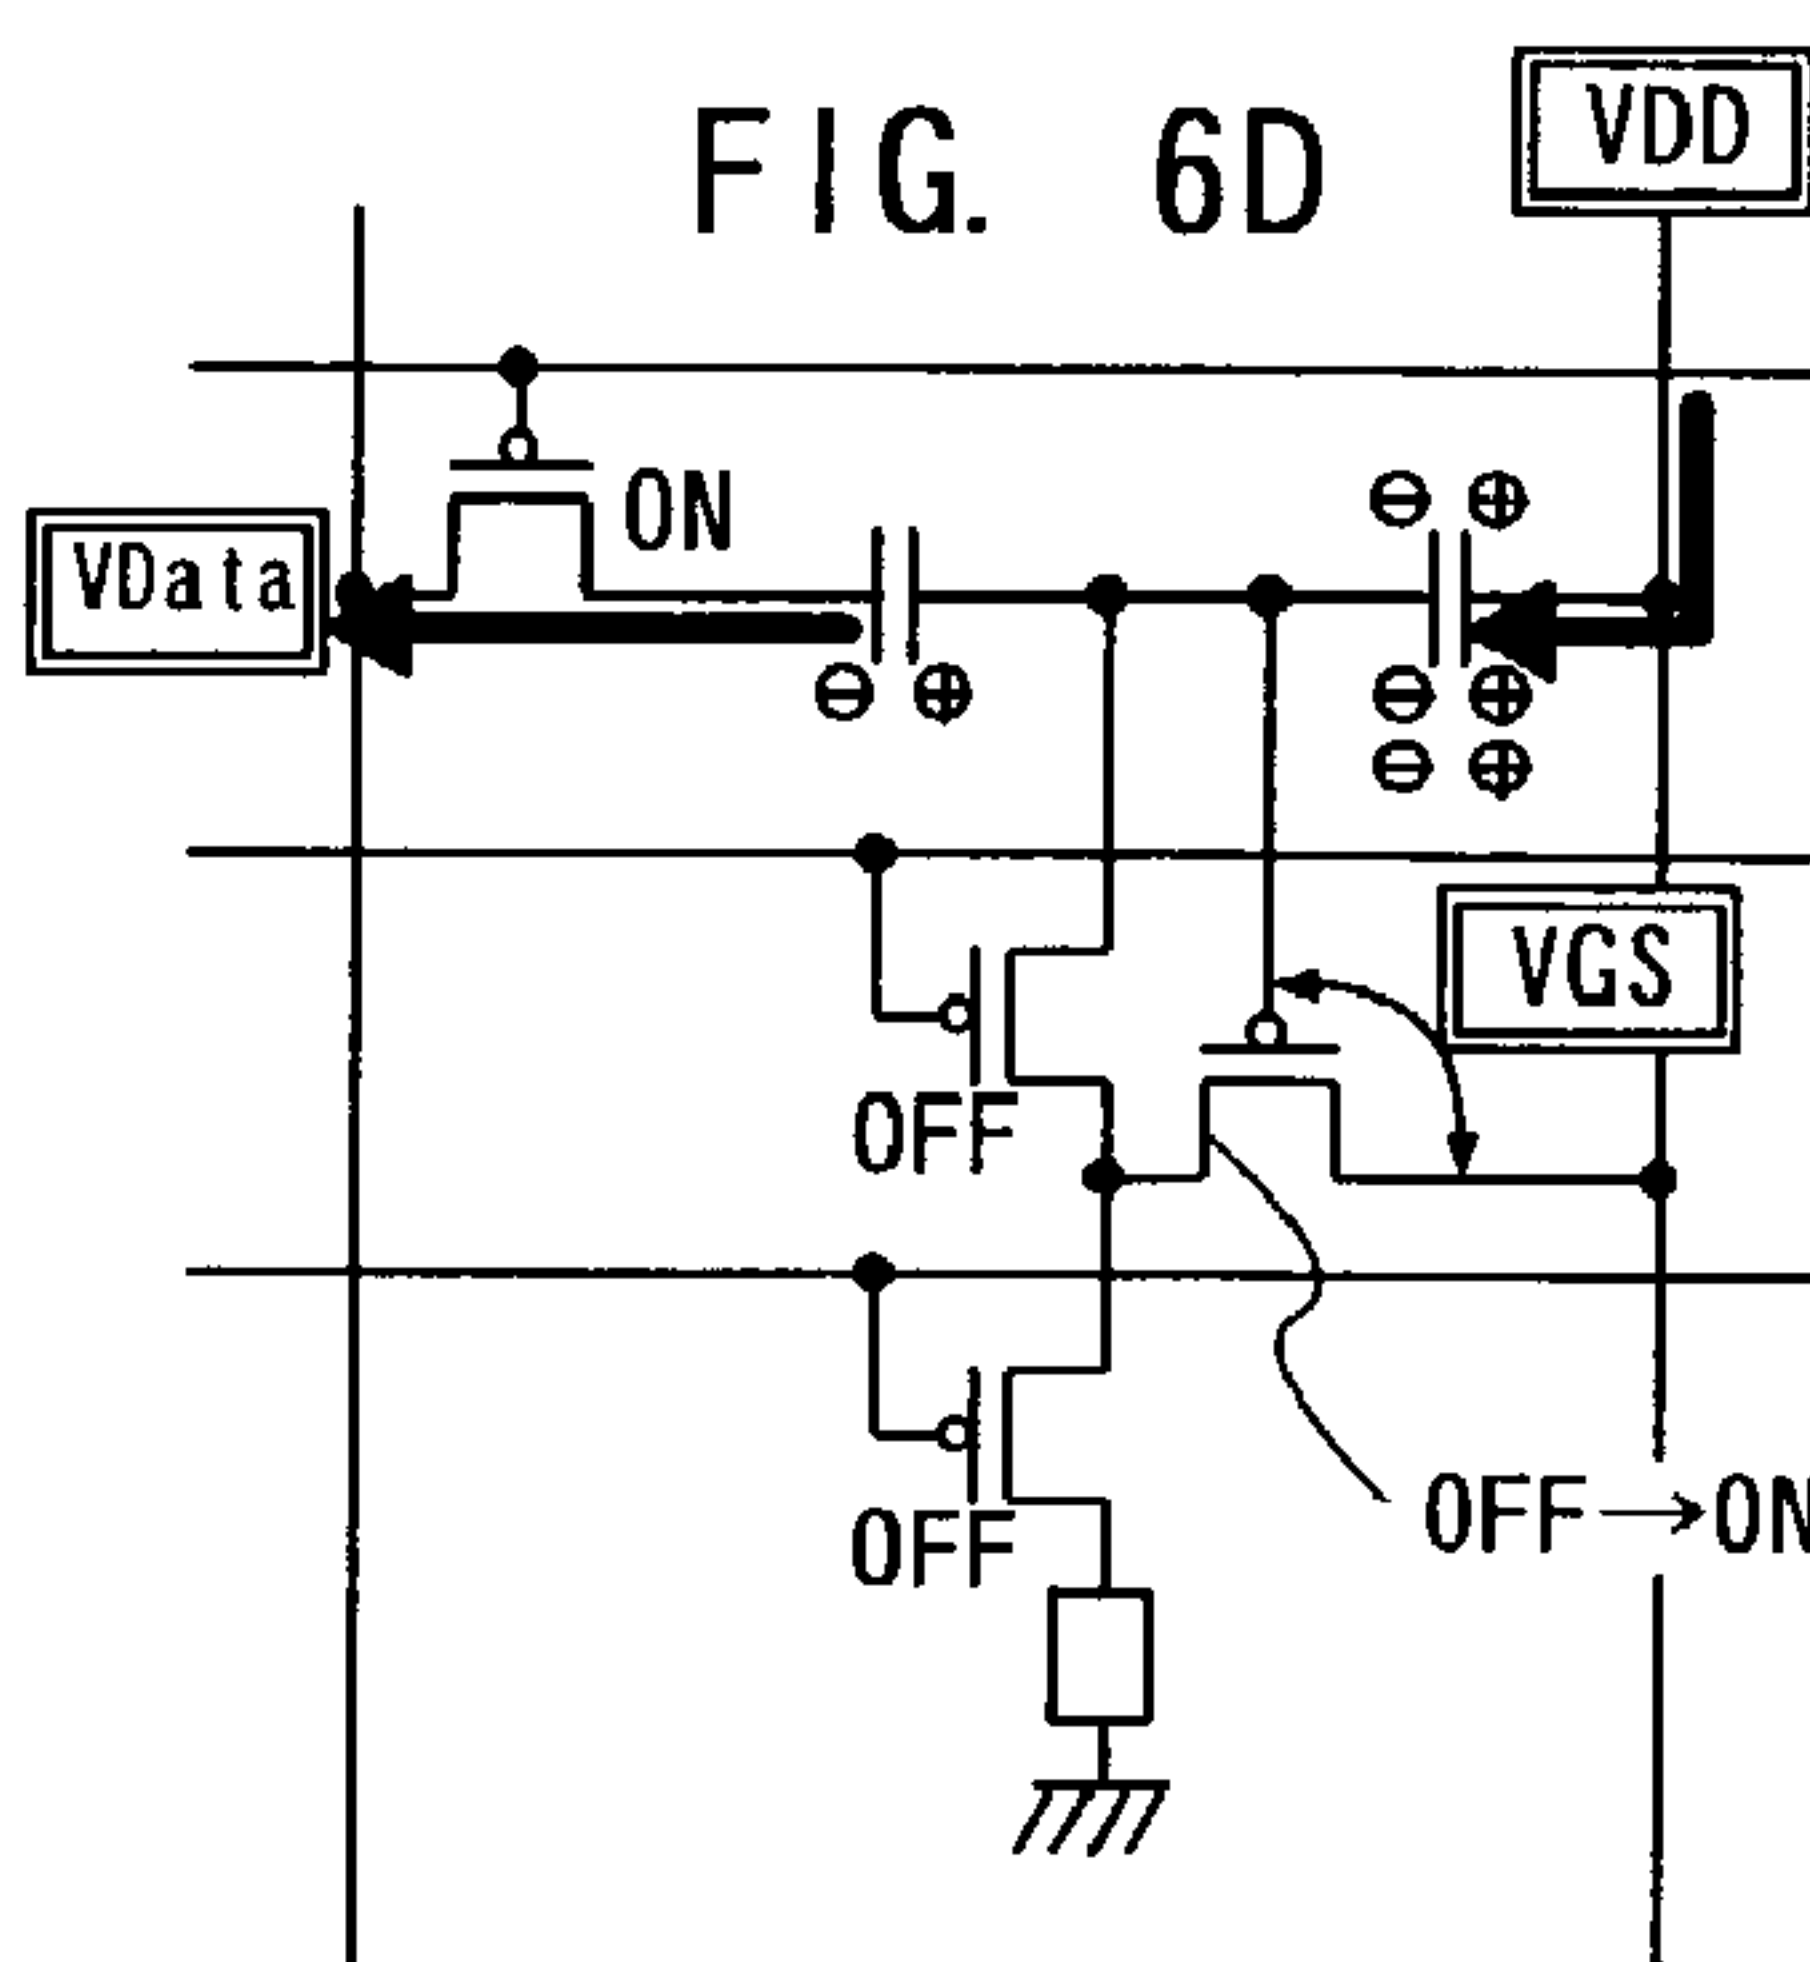 FIG. 6D
VDD
ON
VData
VGS
OFF
OFF→ON
OFF